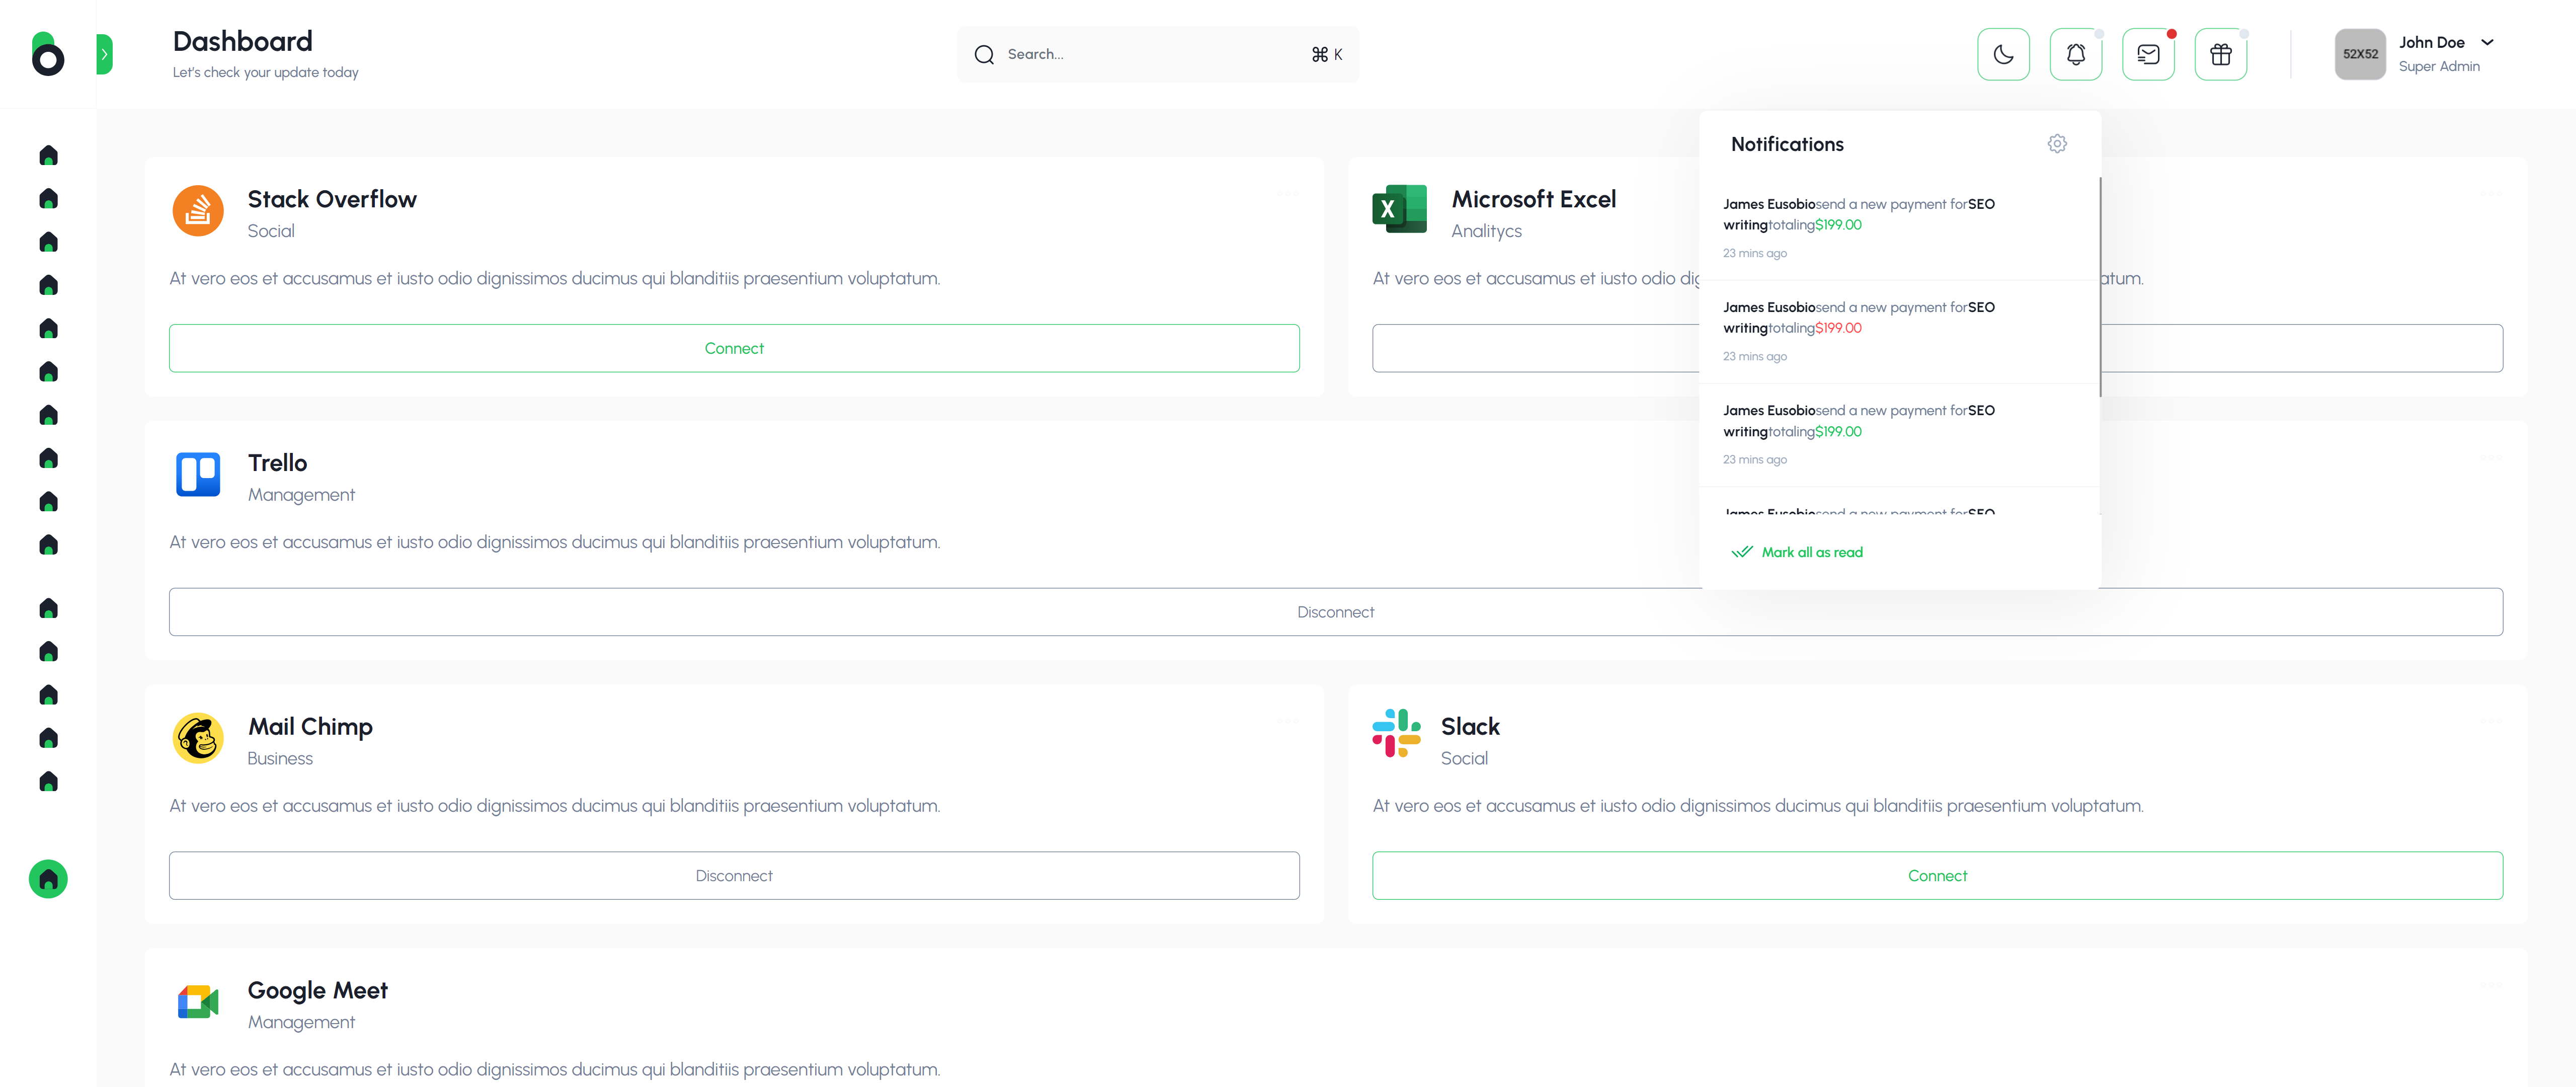 Dashboard
Let's check your update today
Search...
⌘ K
52X52
John Doe
Super Admin
Notifications
James Eusobiosend a new payment forSEO
writingtotaling$199.00
23 mins ago
James Eusobiosend a new payment forSEO
writingtotaling$199.00
23 mins ago
James Eusobiosend a new payment forSEO
writingtotaling$199.00
23 mins ago
James Eusobiosend a new payment forSEO
Mark all as read
Stack Overflow
Social
At vero eos et accusamus et iusto odio dignissimos ducimus qui blanditiis praesentium voluptatum.
Connect
Microsoft Excel
Analitycs
At vero eos et accusamus et iusto odio
Trello
Management
At vero eos et accusamus et iusto odio dignissimos ducimus qui blanditiis praesentium voluptatum.
Disconnect
Mail Chimp
Business
At vero eos et accusamus et iusto odio dignissimos ducimus qui blanditiis praesentium voluptatum.
Disconnect
Slack
Social
At vero eos et accusamus et iusto odio dignissimos ducimus qui blanditiis praesentium voluptatum.
Connect
Google Meet
Management
At vero eos et accusamus et iusto odio dignissimos ducimus qui blanditiis praesentium voluptatum.